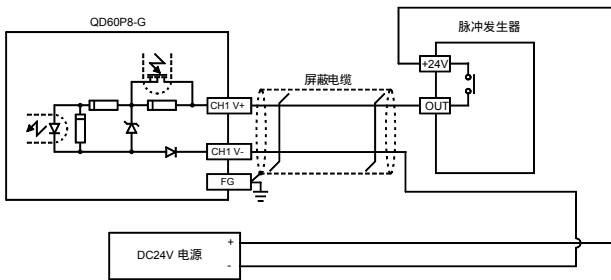 QD60P8-G
脉冲发生器
+24V
屏蔽电缆
CH1 V+
OUT
CH1 V-
FG
DC24V 电源
+
-